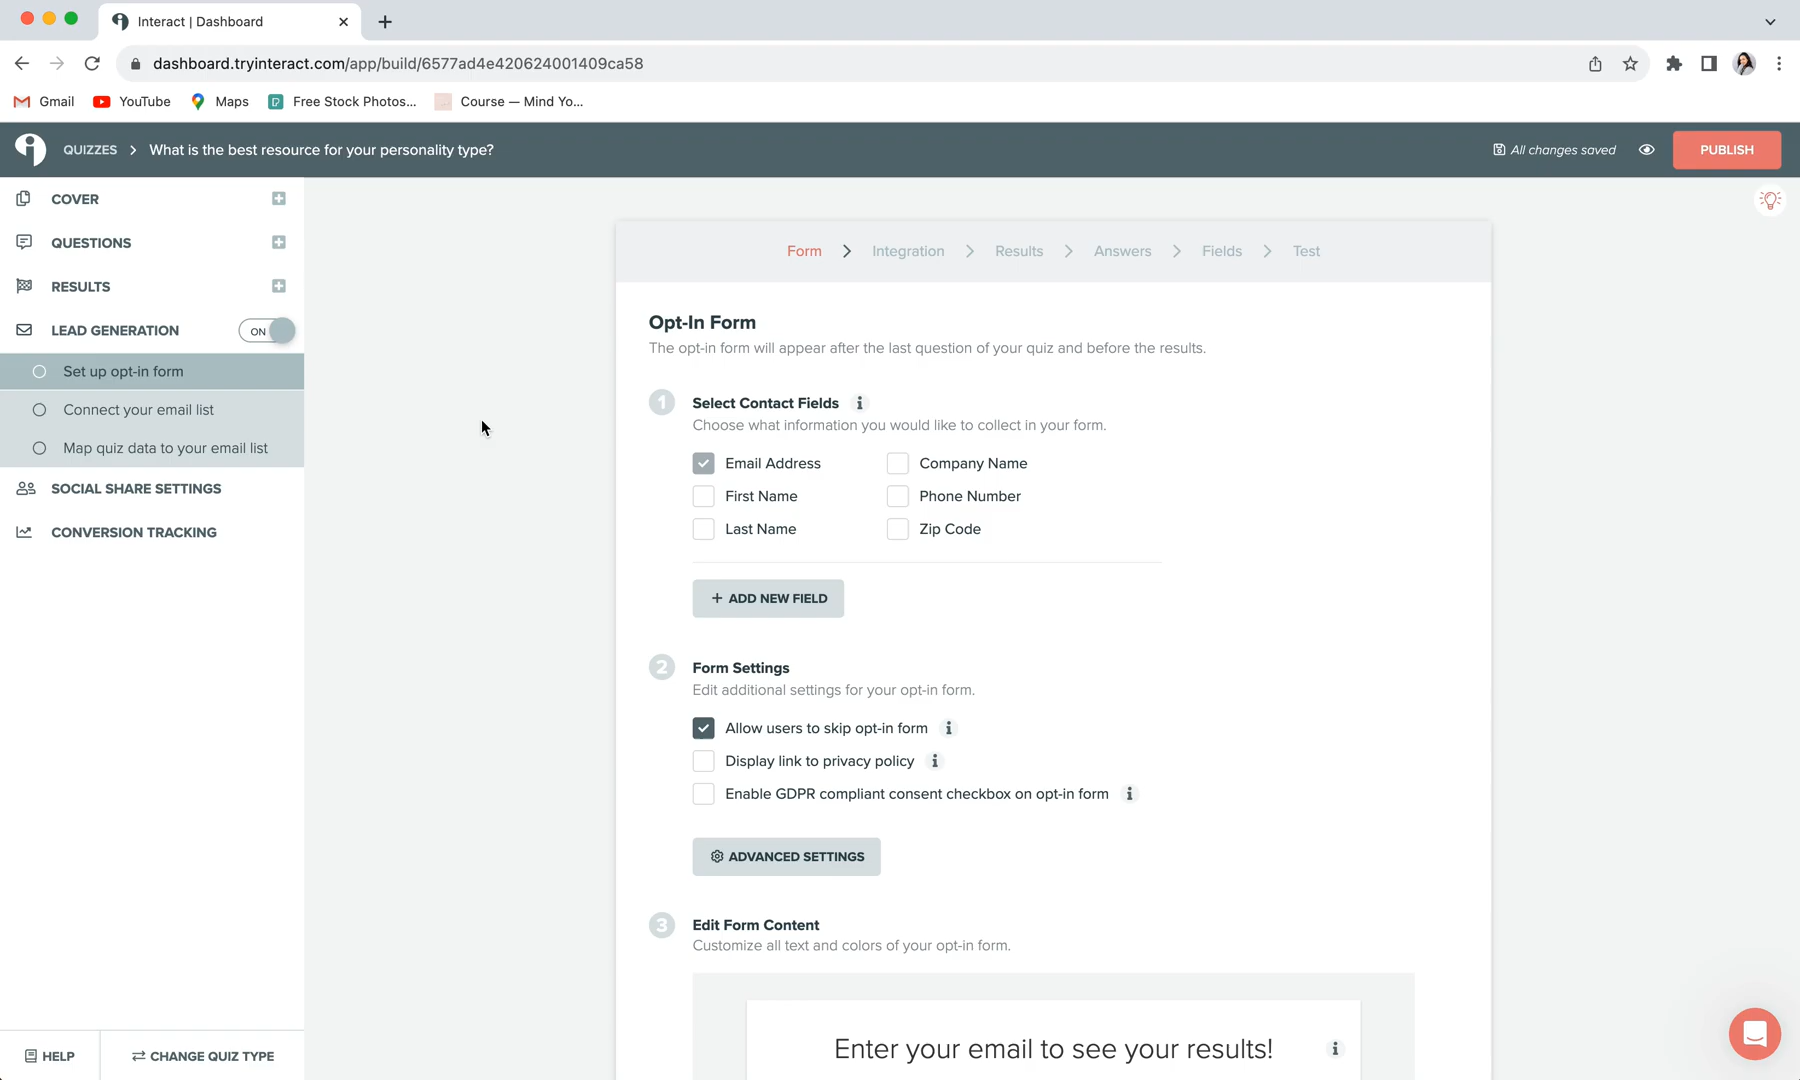 Interact | Dashboard
dashboard.tryinteract.com/app/build/6577ad4e420624001409ca58
Gmail
YouTube
Maps
Free Stock Photos...
Course — Mind Yo...
QUIZZES
What is the best resource for your personality type?
All changes saved
PUBLISH
COVER
QUESTIONS
RESULTS
LEAD GENERATION
ON
Set up opt-in form
Connect your email list
Map quiz data to your email list
SOCIAL SHARE SETTINGS
CONVERSION TRACKING
HELP
CHANGE QUIZ TYPE
Form
Integration
Results
Answers
Fields
Test
Opt-In Form
The opt-in form will appear after the last question of your quiz and before the results.
1
Select Contact Fields
Choose what information you would like to collect in your form.
Email Address
Company Name
First Name
Phone Number
Last Name
Zip Code
+ ADD NEW FIELD
2
Form Settings
Edit additional settings for your opt-in form.
Allow users to skip opt-in form
Display link to privacy policy
Enable GDPR compliant consent checkbox on opt-in form
ADVANCED SETTINGS
3
Edit Form Content
Customize all text and colors of your opt-in form.
Enter your email to see your results!